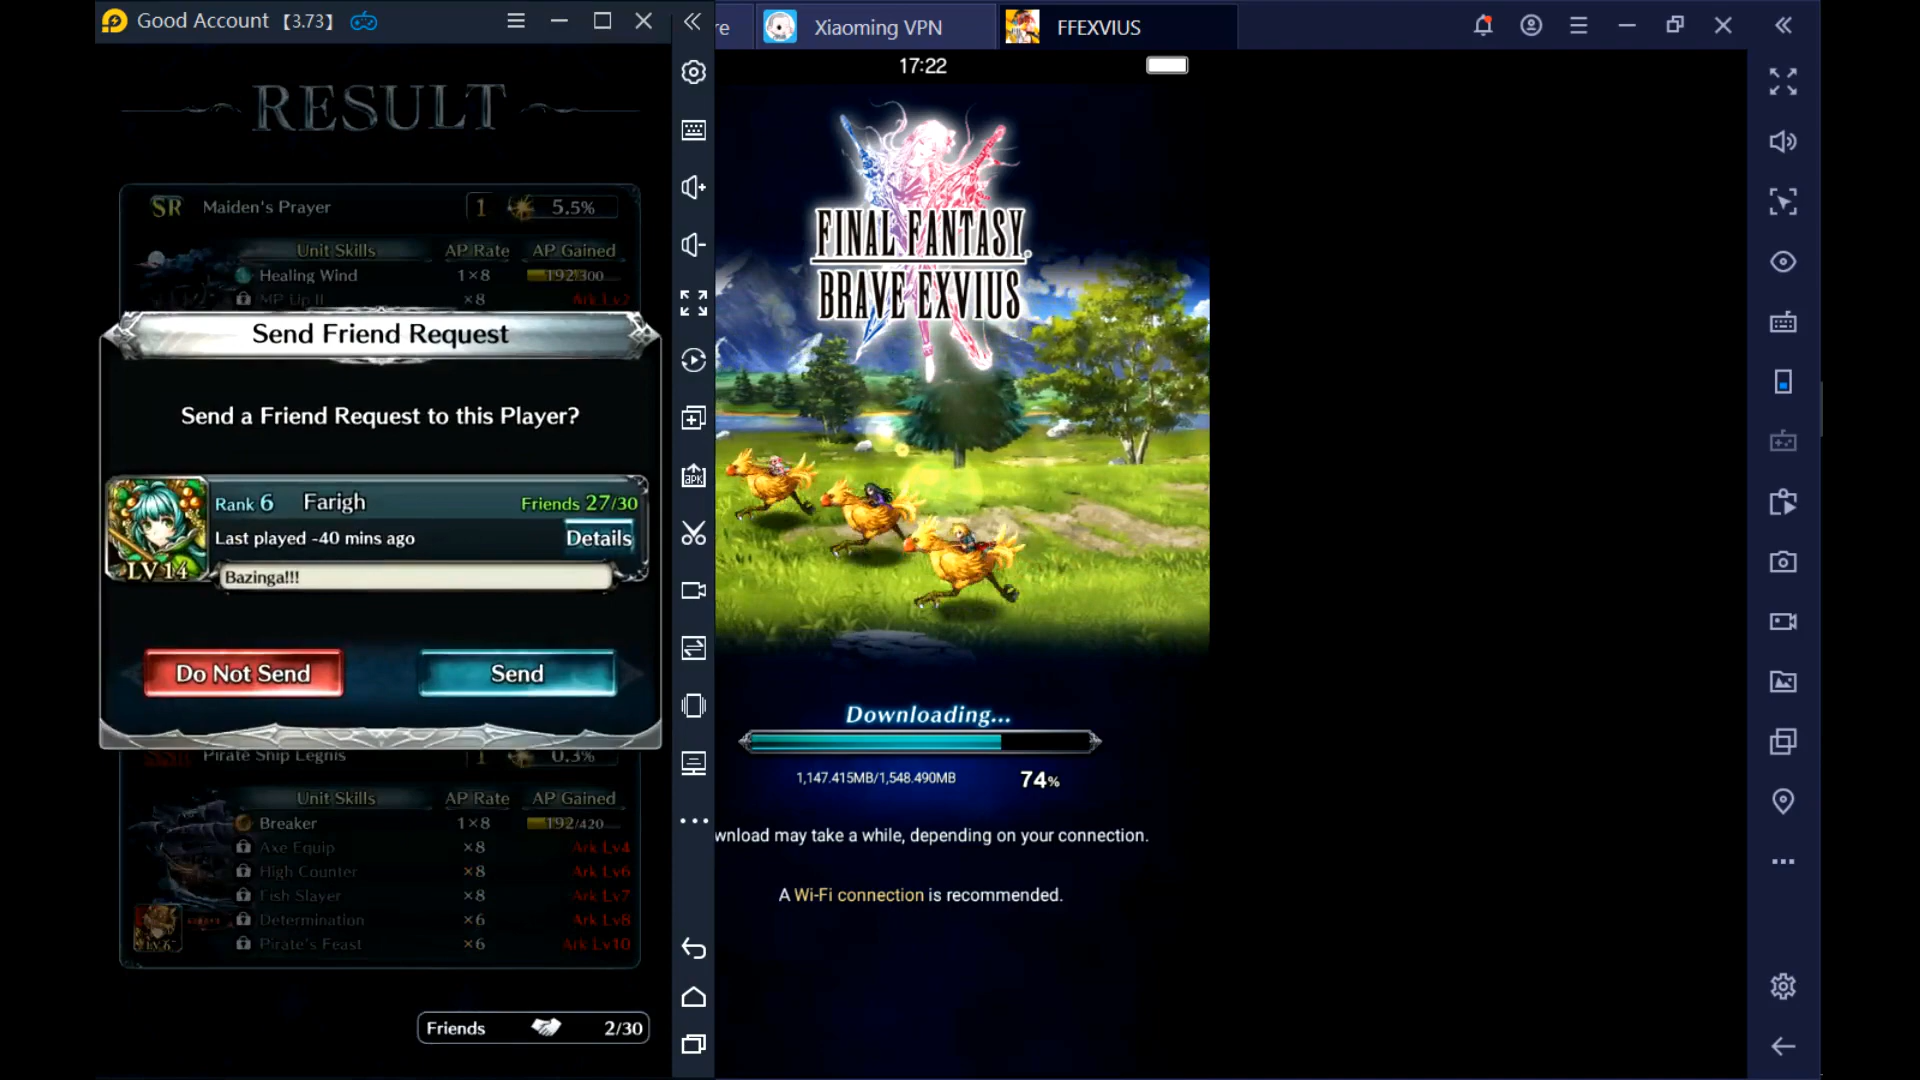 Good Account 【3.73】
re
Xiaoming VPN
FFEXVIUS
17:22
RESULT
SR Maiden's Prayer 1 5.5%
Unit Skills AP Rate AP Gained
Healing Wind 1×8 192/300
MP Up II ×8 Ark Lv2
Send Friend Request
Send a Friend Request to this Player?
Rank 6 Farigh Friends 27/30
Last played -40 mins ago Details
LV14
Bazinga!!!
Do Not Send
Send
SSR Pirate Ship Legnis 1 0.3%
Unit Skills AP Rate AP Gained
Breaker 1×8 192/420
Axe Equip ×8 Ark Lv4
High Counter ×8 Ark Lv6
Fish Slayer ×8 Ark Lv7
Determination ×6 Ark Lv8
Pirate's Feast ×6 Ark Lv10
Friends 2/30
APK
FINAL FANTASY
BRAVE EXVIUS
Downloading...
1,147.415MB/1,548.490MB 74%
wnload may take a while, depending on your connection.
A Wi-Fi connection is recommended.